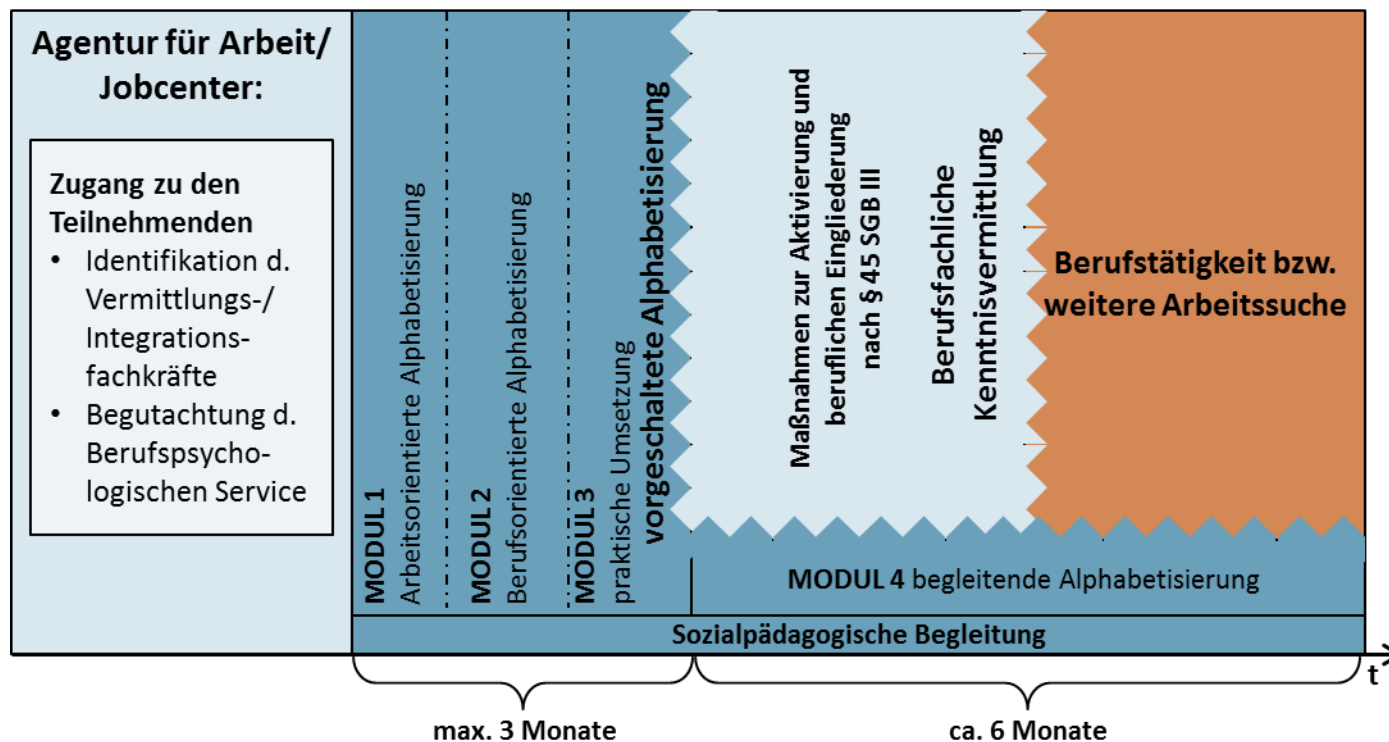 Agentur für Arbeit/
Jobcenter:
Zugang zu den
Teilnehmenden
• Identifikation d.
Vermittlungs-/
Integrations-
fachkräfte
• Begutachtung d.
Berufspsycho-
logischen Service
MODUL 1
Arbeitsorientierte Alphabetisierung
MODUL 2
Berufsorientierte Alphabetisierung
MODUL 3
praktische Umsetzung
vorgeschaltete Alphabetisierung
Maßnahmen zur Aktivierung und
beruflichen Eingliederung
nach § 45 SGB III
Berufsfachliche
Kenntnisvermittlung
Berufstätigkeit bzw.
weitere Arbeitssuche
MODUL 4 begleitende Alphabetisierung
Sozialpädagogische Begleitung
t
max. 3 Monate
ca. 6 Monate